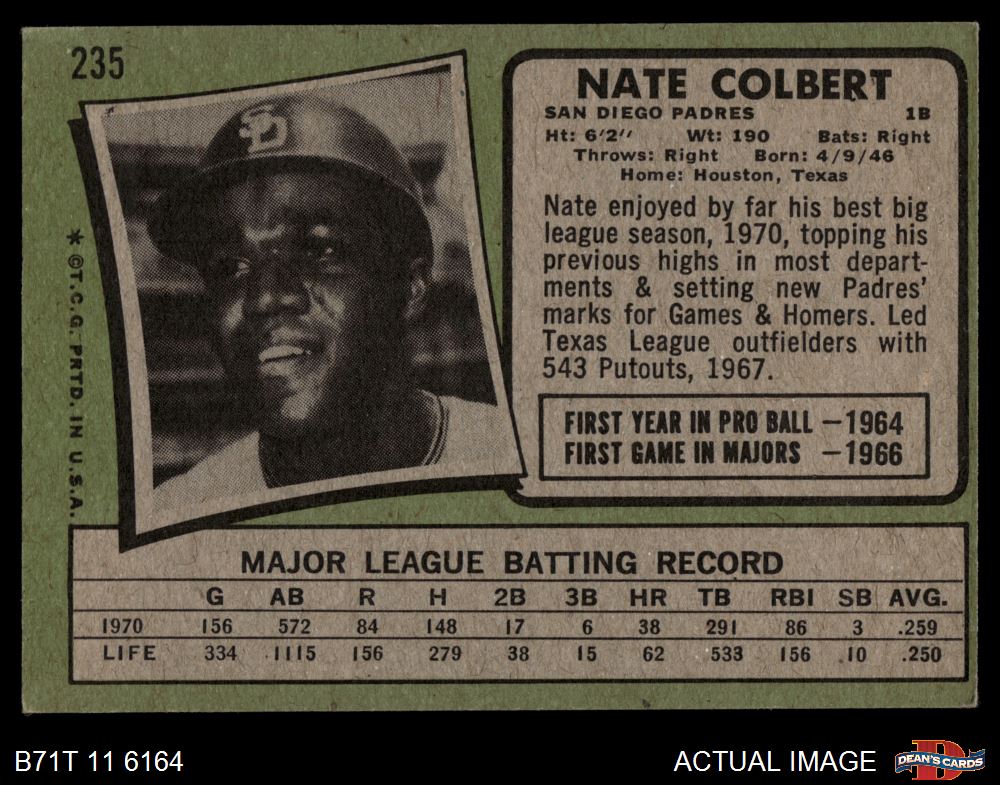 235
SD
* ©T.C.G. PRTD. IN U.S.A.
NATE COLBERT
SAN DIEGO PADRES 1B
Ht: 6'2" Wt: 190 Bats: Right
Throws: Right Born: 4/9/46
Home: Houston, Texas
Nate enjoyed by far his best big
league season, 1970, topping his
previous highs in most depart-
ments & setting new Padres'
marks for Games & Homers. Led
Texas League outfielders with
543 Putouts, 1967.
FIRST YEAR IN PRO BALL —1964
FIRST GAME IN MAJORS —1966
MAJOR LEAGUE BATTING RECORD
G AB R H 2B 3B HR TB RBI SB AVG.
1970 156 572 84 148 17 6 38 291 86 3 .259
LIFE 334 1115 156 279 38 15 62 533 156 10 .250
B71T 11 6164
ACTUAL IMAGE
D
DEAN'S CARDS